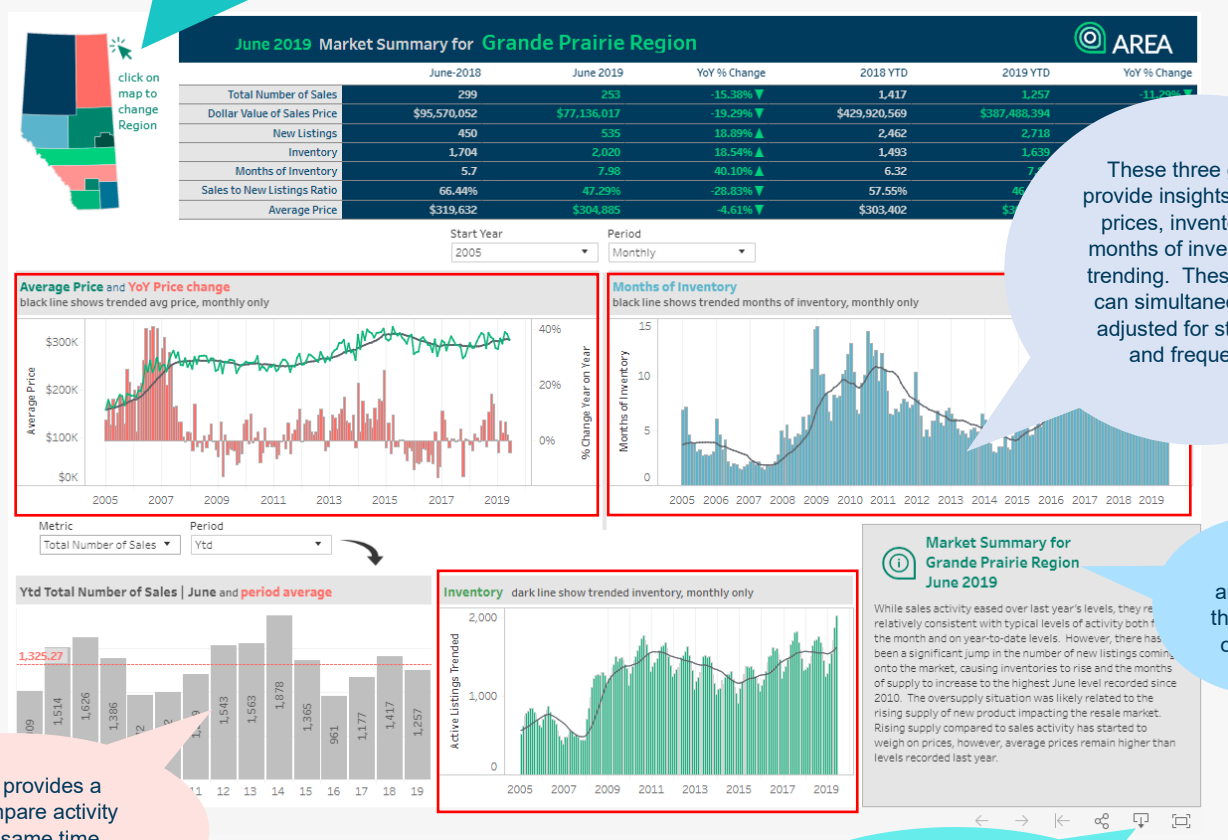 click on
map to
change
Region
June 2019 Market Summary for Grande Prairie Region
AREA
June-2018 June 2019 YoY % Change 2018 YTD 2019 YTD YoY % Change
Total Number of Sales 299 253 -15.38%▼ 1,417 1,257 -11.29%▼
Dollar Value of Sales Price $95,570,052 $77,136,017 -19.29%▼ $429,920,569 $387,488,394
New Listings 450 535 18.89%▲ 2,462 2,718
Inventory 1,704 2,020 18.54%▲ 1,493 1,639
Months of Inventory 5.7 7.98 40.10%▲ 6.32
Sales to New Listings Ratio 66.44% 47.29% -28.83%▼ 57.55%
Average Price $319,632 $304,885 -4.61%▼ $303,402
These three
provide insights
prices,
months of
trending. These
can
adjusted for
and
Start Year Period
2005 Monthly
Average Price and YoY Price change
black line shows trended avg price, monthly only
Average Price
$300K
$200K
$100K
$0K
40%
20%
0%
% Change Year on Year
2005 2007 2009 2011 2013 2015 2017 2019
Months of Inventory
black line shows trended months of inventory, monthly only
Months of Inventory
15
10
5
0
2005 2006 2007 2008 2009 2010 2011 2012 2013 2014 2015 2016 2017 2018 2019
Metric Period
Total Number of Sales Ytd
Ytd Total Number of Sales | June and period average
1,325.27
1,514
1,626
1,386
1,543
1,563
1,878
1,365
961
1,177
1,417
1,257
11 12 13 14 15 16 17 18 19
provides a
activity
same time
Inventory dark line show trended inventory, monthly only
Active Listings Trended
2,000
1,000
0
2005 2007 2009 2011 2013 2015 2017 2019
Market Summary for
Grande Prairie Region
June 2019
While sales activity eased over last year's levels, they
relatively consistent with typical levels of activity both
the month and on year-to-date levels. However, there has
been a significant jump in the number of new listings coming
onto the market, causing inventories to rise and the months
of supply to increase to the highest June level recorded since
2010. The oversupply situation was likely related to the
rising supply of new product impacting the resale market.
Rising supply compared to sales activity has started to
weigh on prices, however, average prices remain higher than
levels recorded last year.